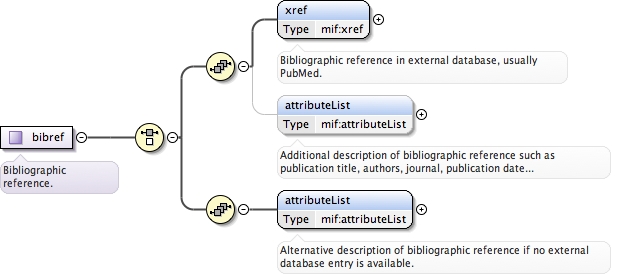 xref
Type mif:xref
Bibliographic reference in external database, usually
PubMed.
attributeList
Type mif:attributeList
Additional description of bibliographic reference such as
publication title, authors, journal, publication date...
bibref
Bibliographic
reference.
attributeList
Type mif:attributeList
Alternative description of bibliographic reference if no external
database entry is available.